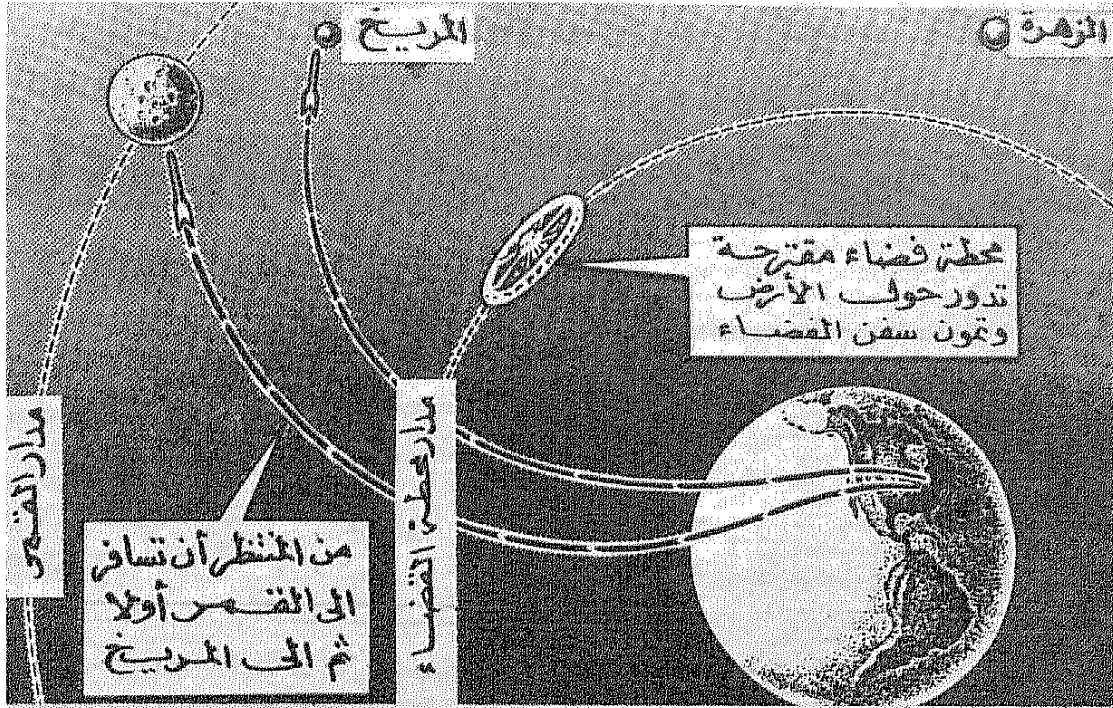 الزهرة
المريخ
محطة فضاء مقترحة
تدور حول الأرض
وتمون سفن الفضاء
مدار محطة الفضاء
مدار القمر
من المنتظر أن تسافر
الى القمر أولا
ثم الى المريخ